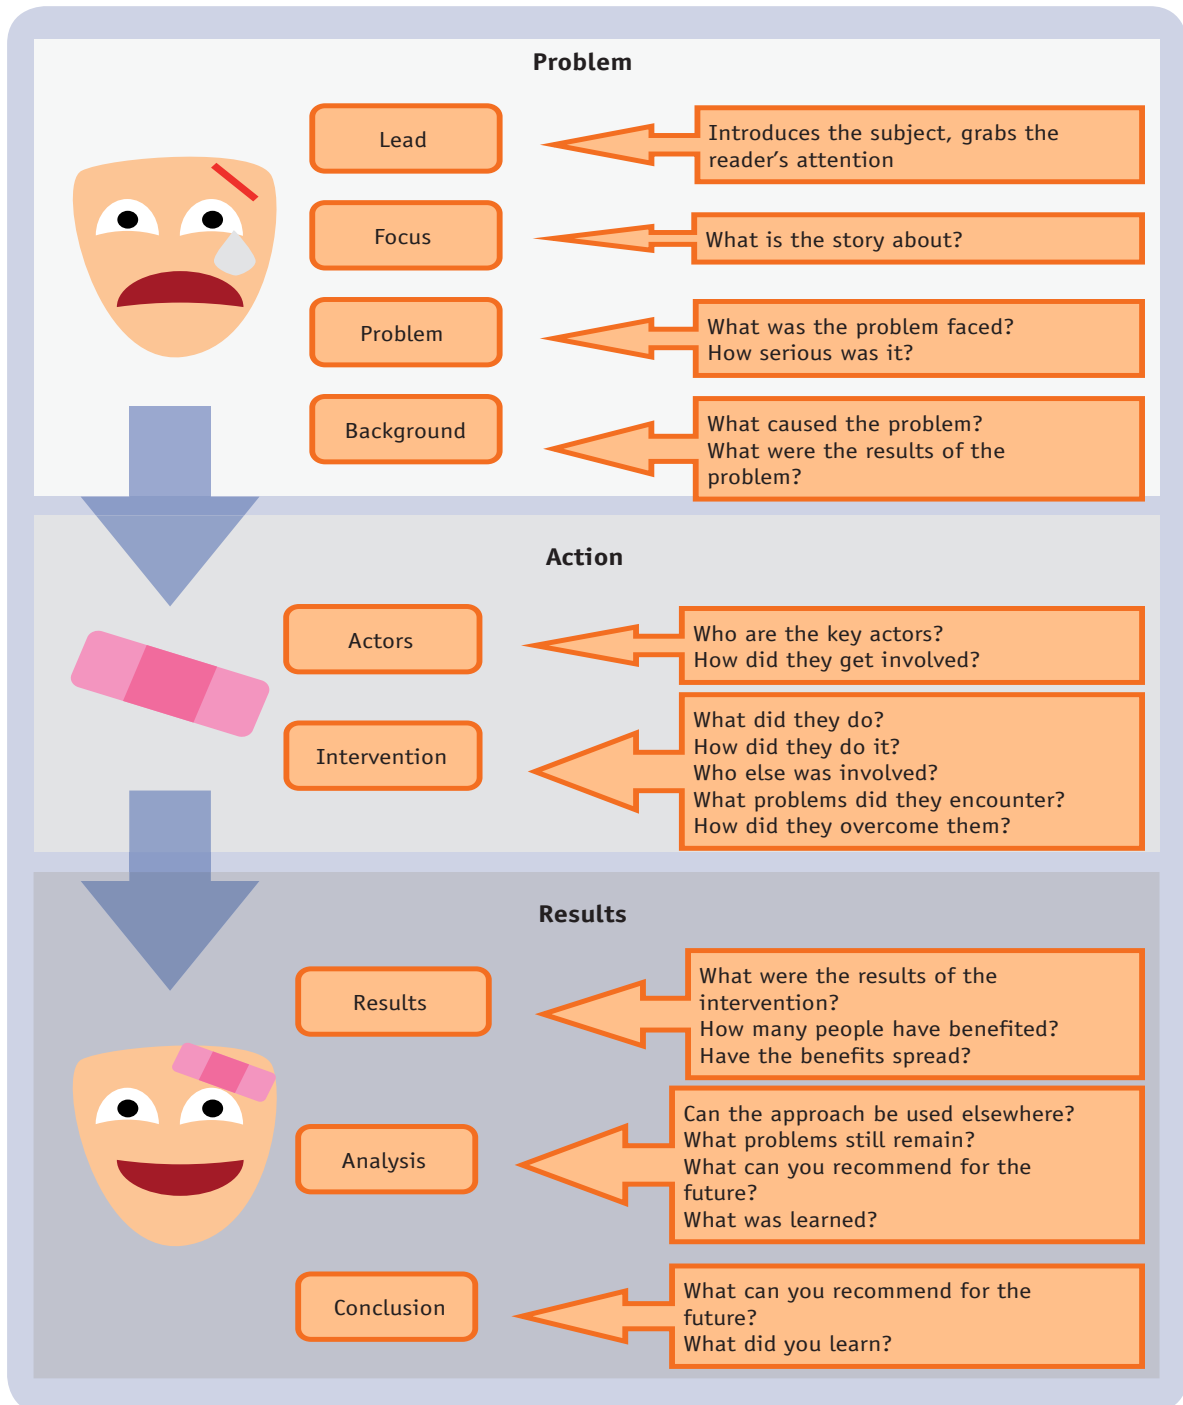 Problem
Lead
Introduces the subject, grabs the
reader’s attention
Focus
What is the story about?
Problem
What was the problem faced?
How serious was it?
Background
What caused the problem?
What were the results of the
problem?
Action
Actors
Who are the key actors?
How did they get involved?
Intervention
What did they do?
How did they do it?
Who else was involved?
What problems did they encounter?
How did they overcome them?
Results
Results
What were the results of the
intervention?
How many people have benefited?
Have the benefits spread?
Analysis
Can the approach be used elsewhere?
What problems still remain?
What can you recommend for the
future?
What was learned?
Conclusion
What can you recommend for the
future?
What did you learn?